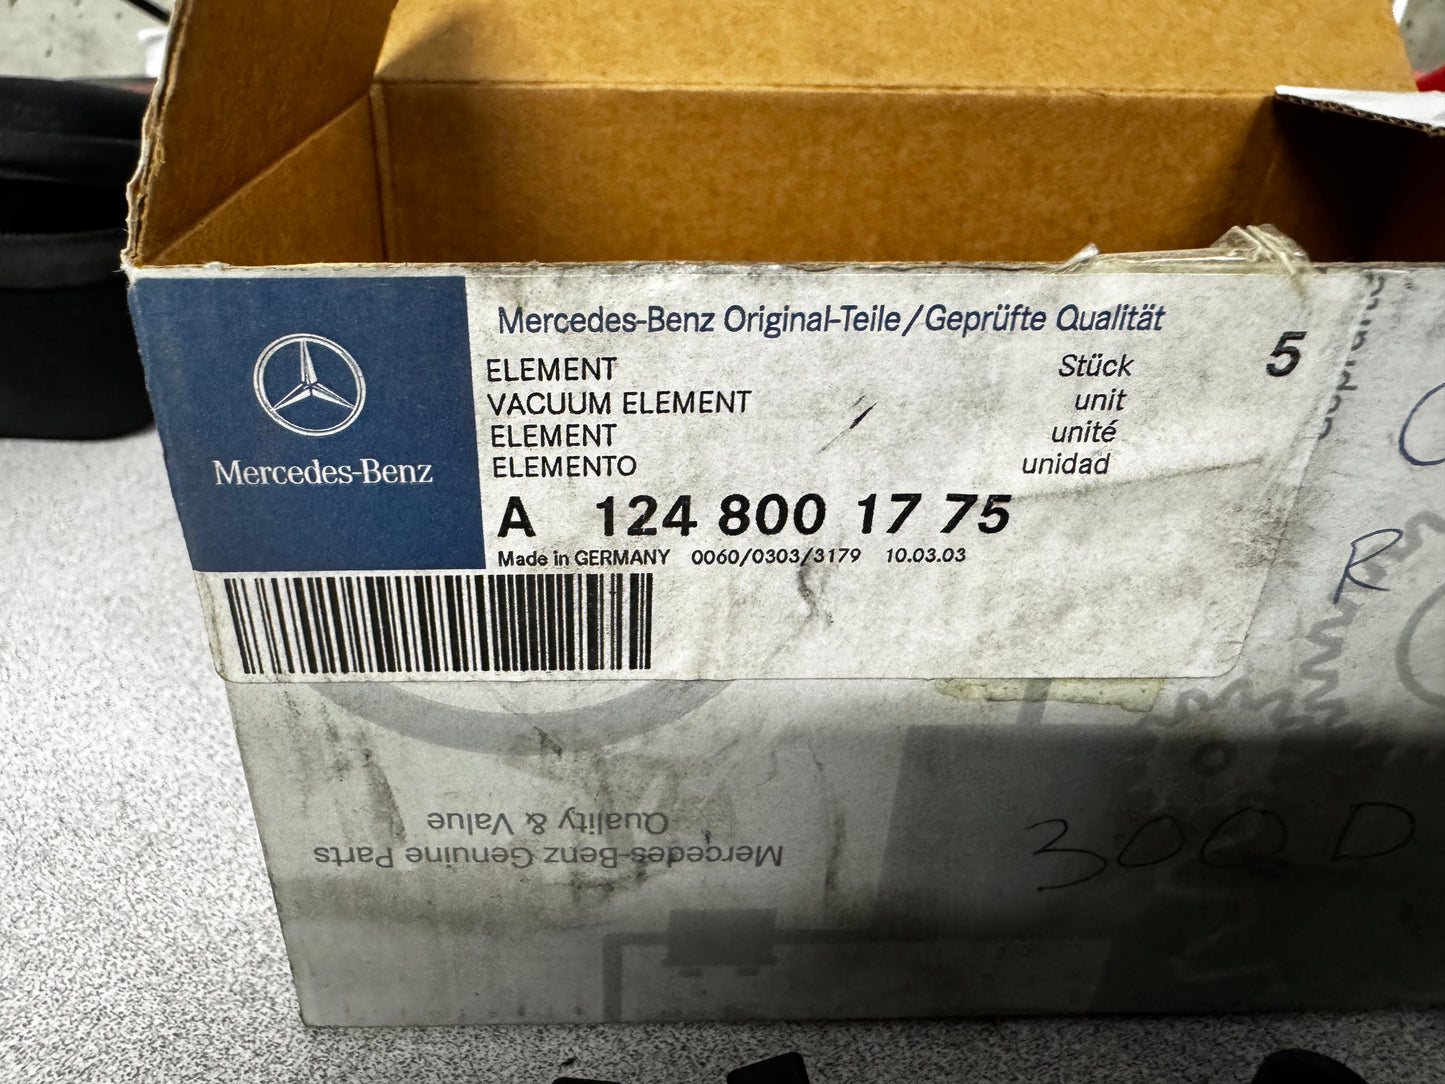 Mercedes-Benz Original-Teile/Geprüfte Qualität
ELEMENT Stück 5
VACUUM ELEMENT unit
ELEMENT unité
ELEMENTO unidad
A 124 800 17 75
Made in GERMANY 0060/0303/3179 10.03.03
Mercedes-Benz
R
Mercedes-Benz Genuine Parts
Quality & Value
300 D